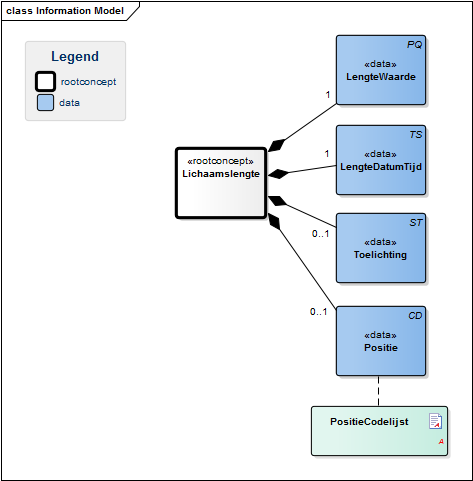 class Information Model
Legend
rootconcept
data
PQ
«data»
LengteWaarde
1
TS
«data»
LengteDatumTijd
1
«rootconcept»
Lichaamslengte
ST
«data»
Toelichting
0..1
CD
«data»
Positie
0..1
PositieCodelijst
A